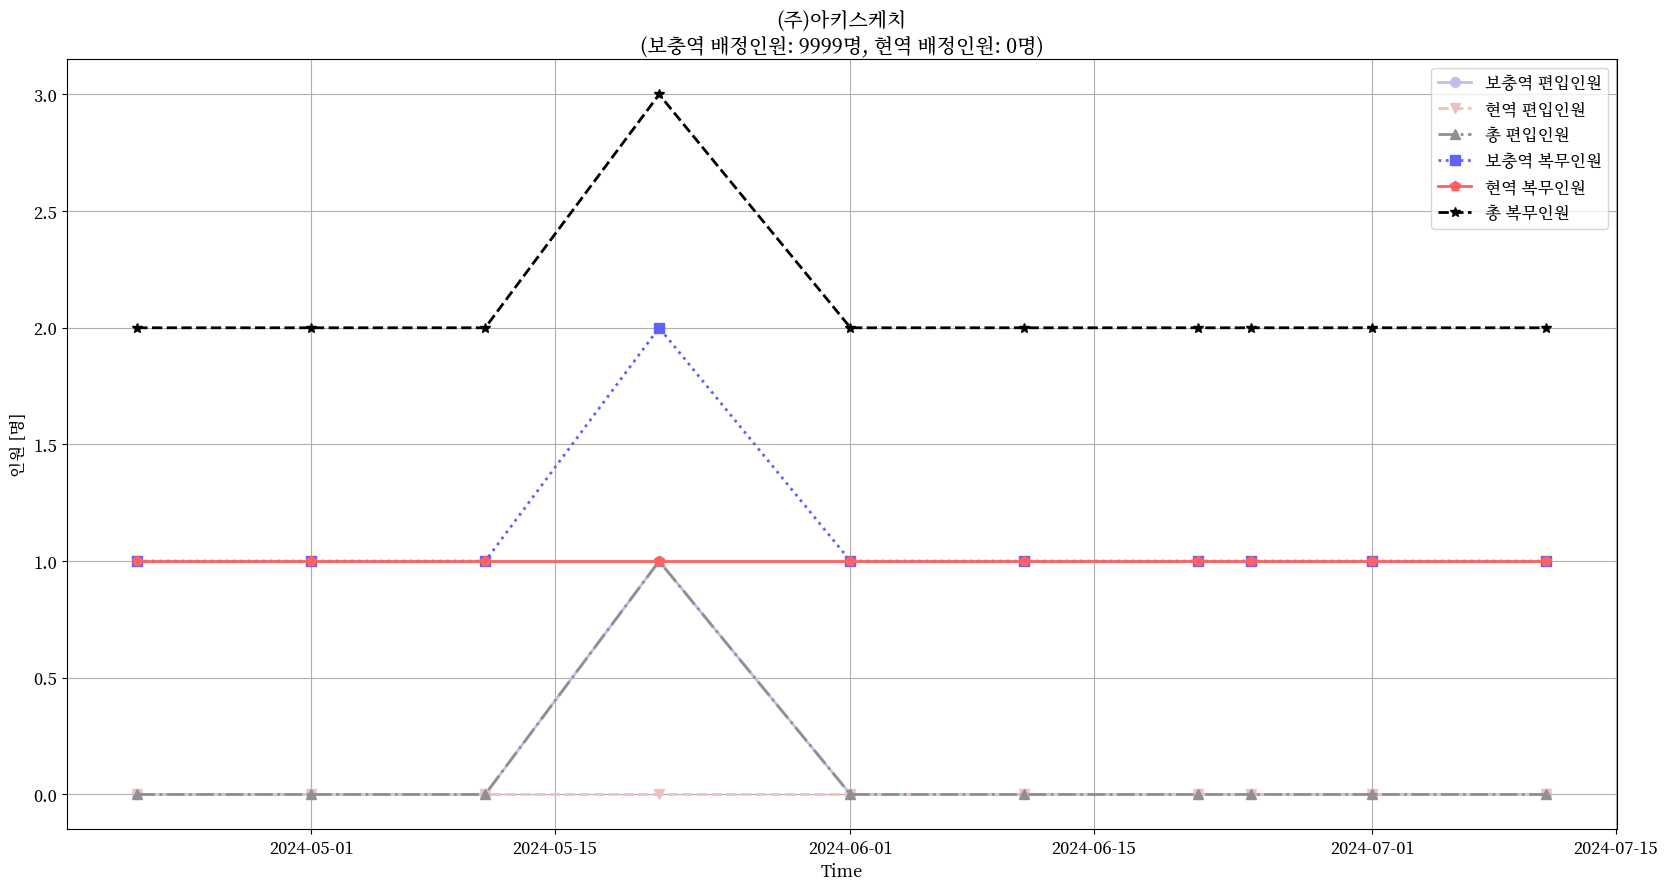 (주)아키스케치
(보충역 배정인원: 9999명, 현역 배정인원: 0명)
보충역 편입인원
현역 편입인원
총 편입인원
보충역 복무인원
현역 복무인원
총 복무인원
인원 [명]
3.0
2.5
2.0
1.5
1.0
0.5
0.0
2024-05-01
2024-05-15
2024-06-01
2024-06-15
2024-07-01
2024-07-15
Time